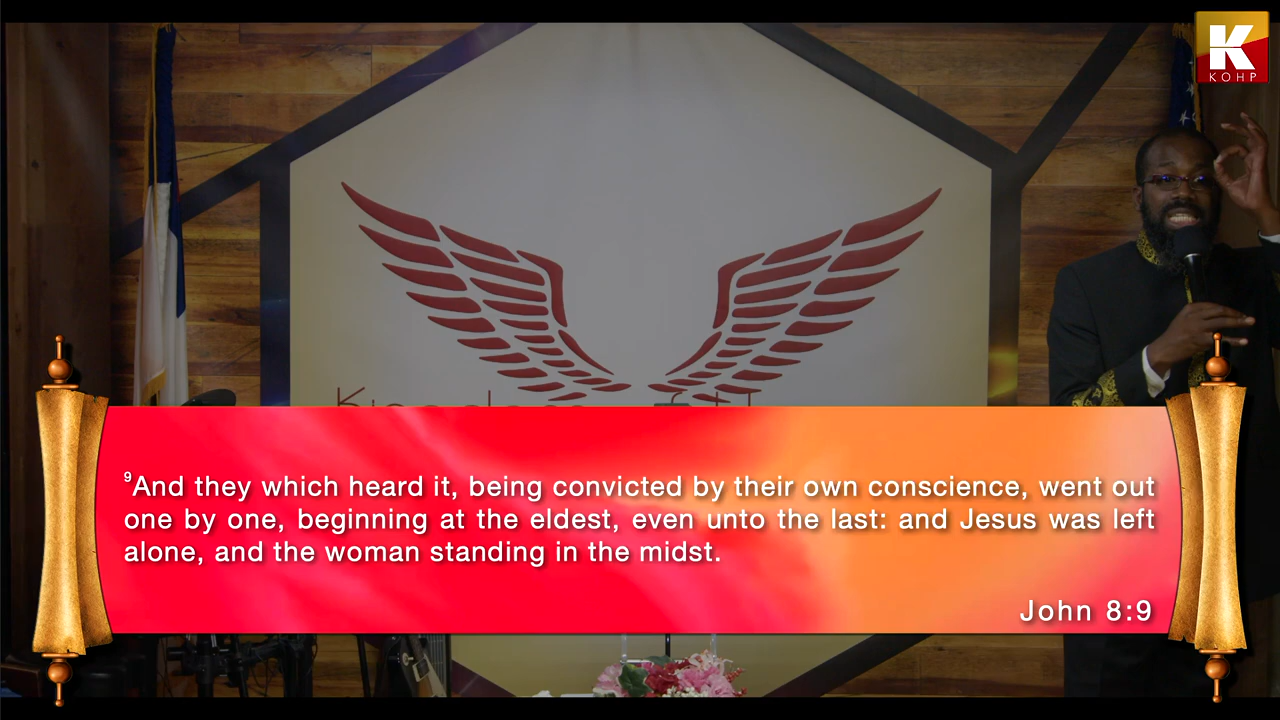 K
KOHP
⁹And they which heard it, being convicted by their own conscience, went out
one by one, beginning at the eldest, even unto the last: and Jesus was left
alone, and the woman standing in the midst.
John 8:9